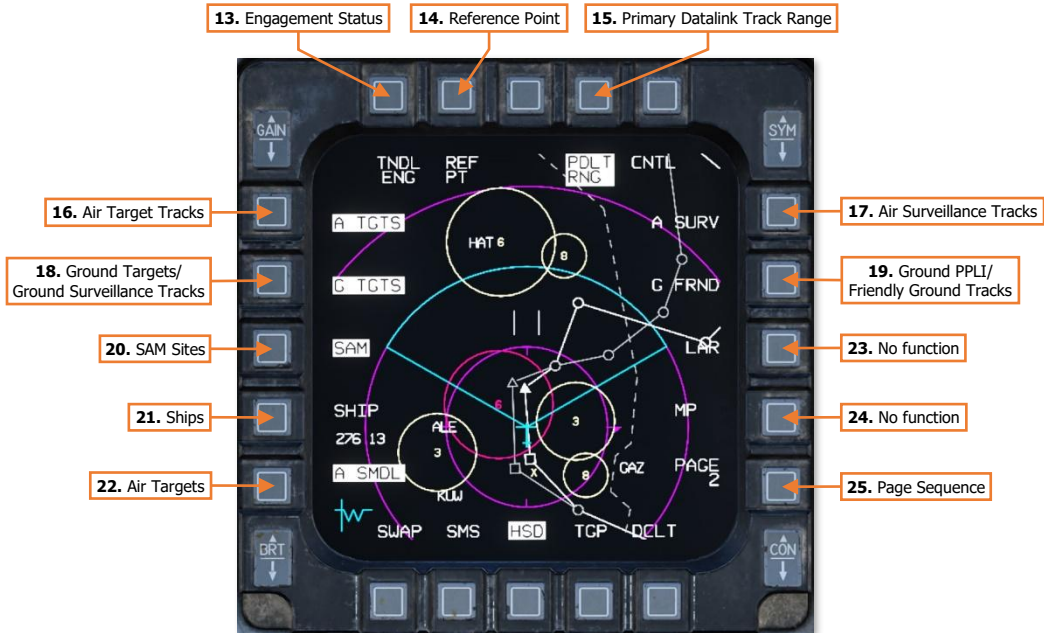 13. Engagement Status
14. Reference Point
15. Primary Datalink Track Range
GAIN
SYM
TNDL
ENG
REF
PT
PDLT
RNG
CNTL
16. Air Target Tracks
A TGTS
HAT 6
8
A SURV
17. Air Surveillance Tracks
18. Ground Targets/
Ground Surveillance Tracks
G TGTS
G FRND
19. Ground PPLI/
Friendly Ground Tracks
20. SAM Sites
SAM
LAR
23. No function
21. Ships
SHIP
6
MP
24. No function
276 13
ALE
3
3
22. Air Targets
A SMDL
KUW
X
8
GAZ
PAGE
2
25. Page Sequence
SWAP
SMS
HSD
TGP
DCLT
BRT
CON